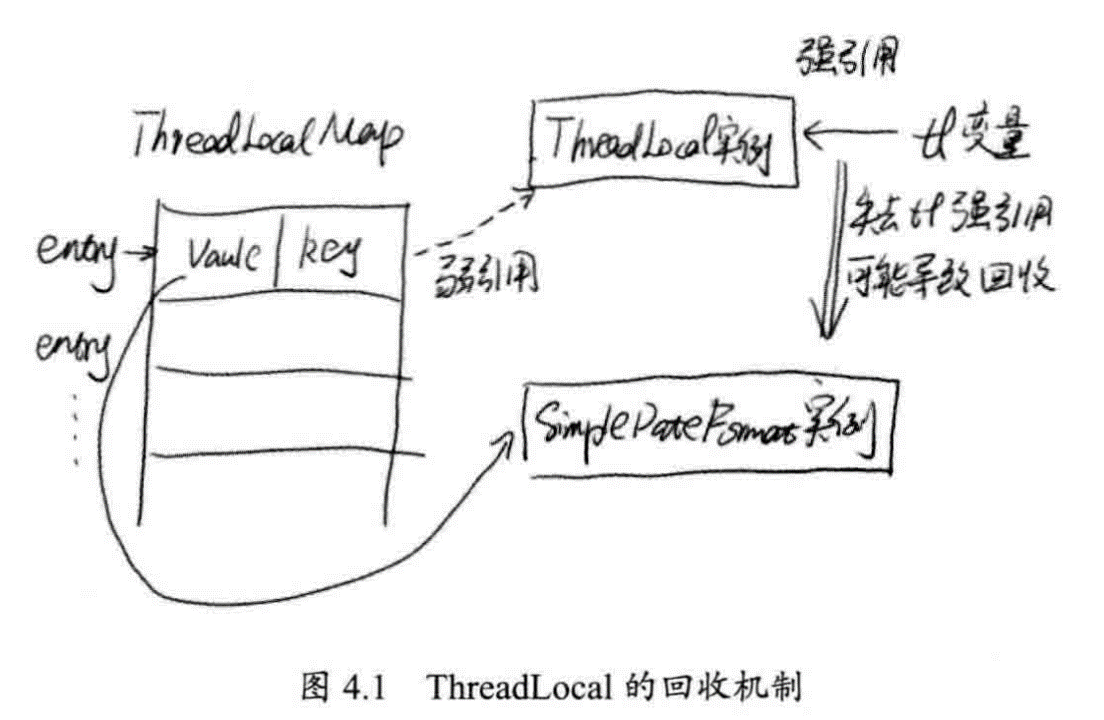 强引用
ThreadLocalMap
ThreadLocal实例
tl变量
entry
Vaule
key
弱引用
失去tl强引用
可能导致回收
entry
SimpleDateFormat实例
图 4.1 ThreadLocal 的回收机制